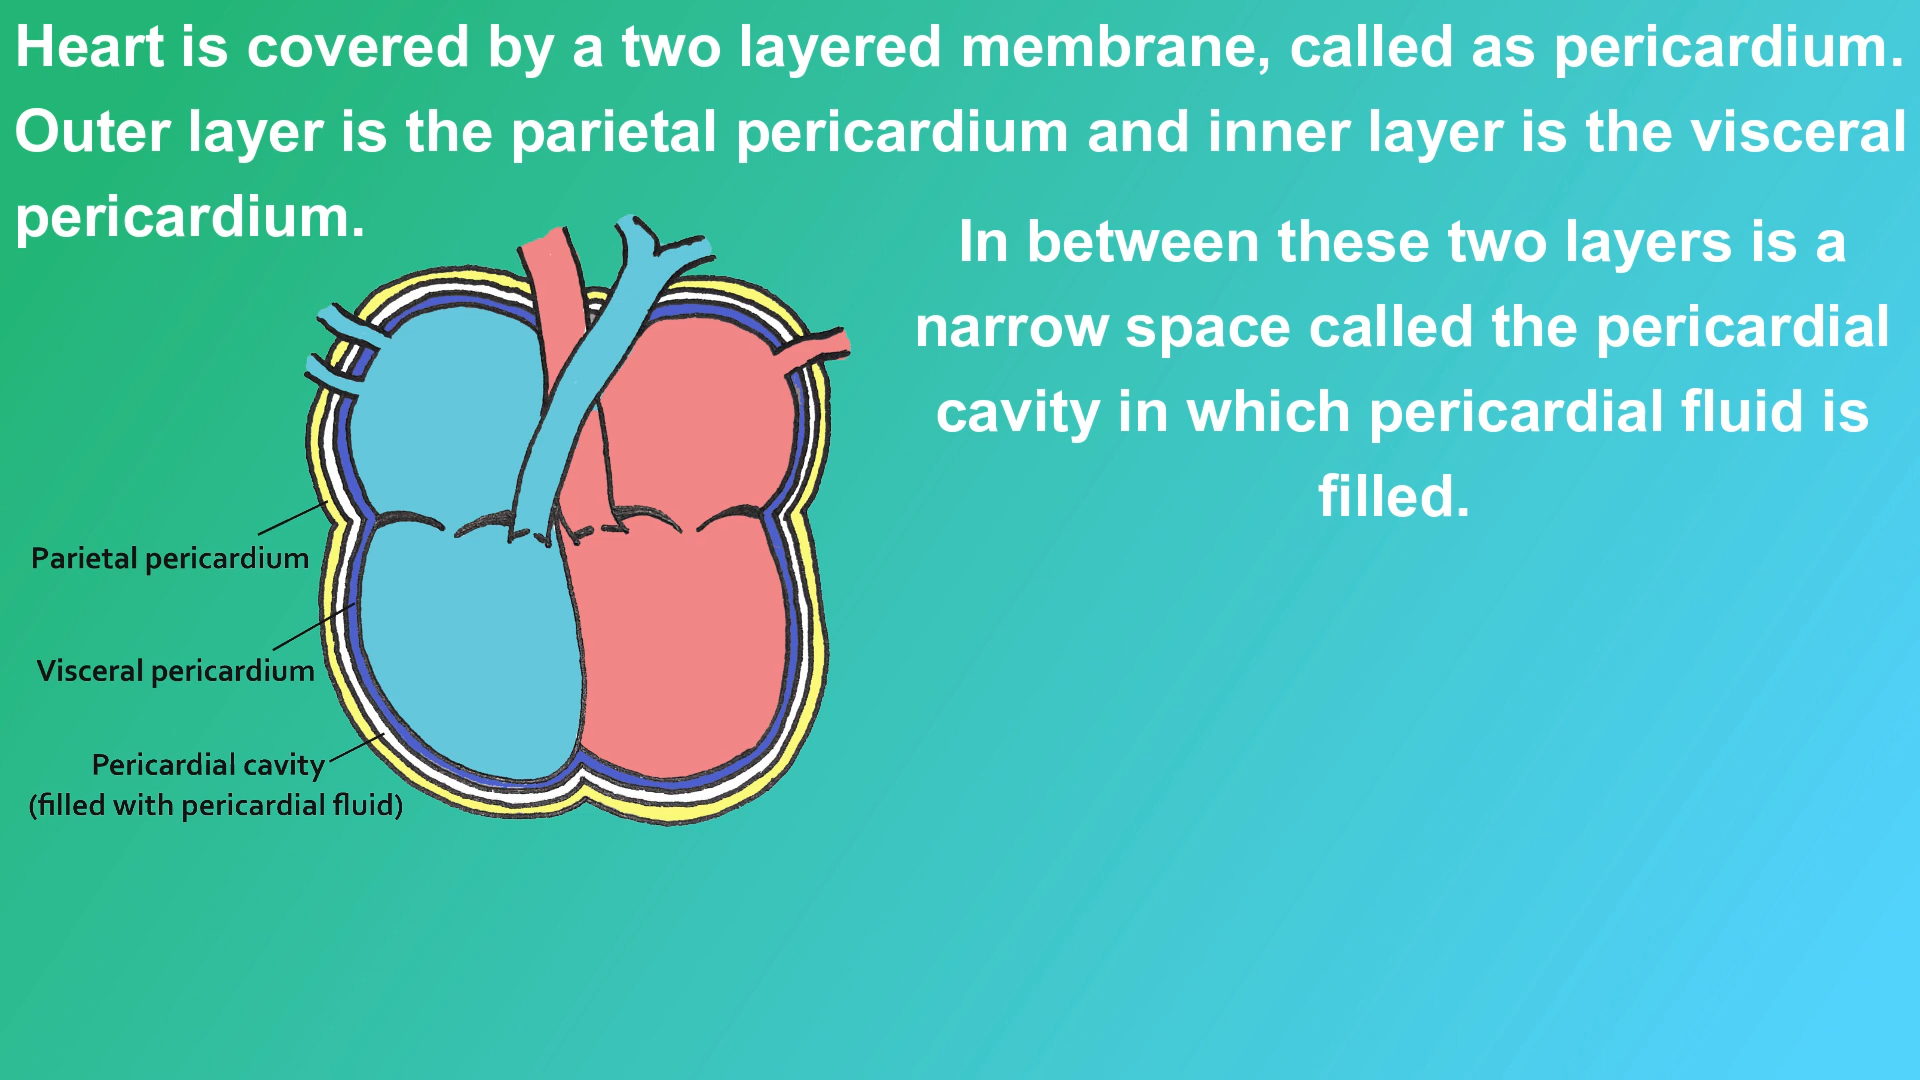 Heart is covered by a two layered membrane, called as pericardium.
Outer layer is the parietal pericardium and inner layer is the visceral
pericardium.
In between these two layers is a
narrow space called the pericardial
cavity in which pericardial fluid is
filled.
Parietal pericardium
Visceral pericardium
Pericardial cavity
(filled with pericardial fluid)